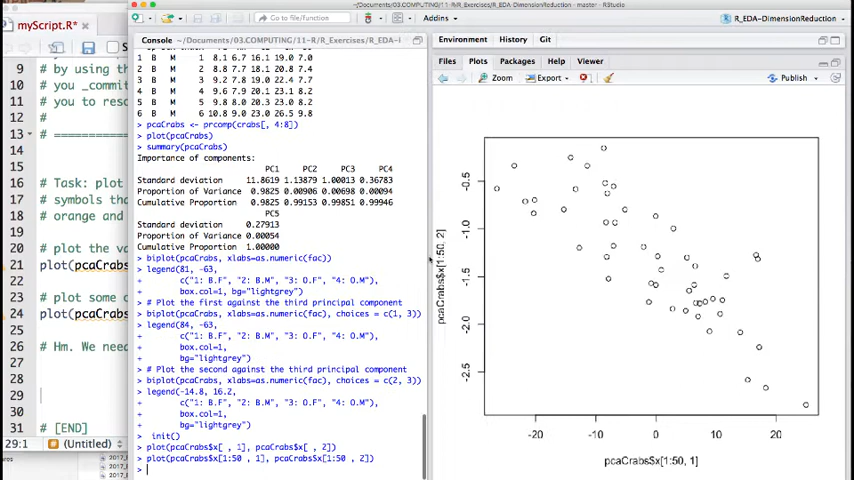 ~/Documents/03.COMPUTING/11-R/R_Exercises/R_EDA-DimensionReduction - master - RStudio
Go to file/function
Addins
R_EDA-DimensionReduction
myScript.R*
9 # by using th
10 # you _commit
11 # you to reso
12 #
13 # ============
14
15
16 # Task: plot
17 # symbols tha
18 # orange and
19
20 # plot the va
21 plot(pcaCrabs
22
23 # plot some o
24 plot(pcaCrabs
25
26 # Hm. We need
27
28
29
30
31 # [END]
29:1 # (Untitled)
Console ~/Documents/03.COMPUTING/11-R/R_Exercises/R_EDA-DimensionReduction/
1 B M 1 8.1 6.7 16.1 19.0 7.0
2 B M 2 8.8 7.7 18.1 20.8 7.4
3 B M 3 9.2 7.8 19.0 22.4 7.7
4 B M 4 9.6 7.9 20.1 23.1 8.2
5 B M 5 9.8 8.0 20.3 23.0 8.2
6 B M 6 10.8 9.0 23.0 26.5 9.8
> pcaCrabs <- prcomp(crabs[, 4:8])
> plot(pcaCrabs)
> summary(pcaCrabs)
Importance of components:
PC1 PC2 PC3 PC4
Standard deviation 11.8619 1.13879 1.00013 0.36783
Proportion of Variance 0.9825 0.00906 0.00698 0.00094
Cumulative Proportion 0.9825 0.99153 0.99851 0.99946
PC5
Standard deviation 0.27913
Proportion of Variance 0.00054
Cumulative Proportion 1.00000
> biplot(pcaCrabs, xlabs=as.numeric(fac))
> legend(81, -63,
+ c("1: B.F", "2: B.M", "3: O.F", "4: O.M"),
+ box.col=1, bg="lightgrey")
> # Plot the first against the third principal component
> biplot(pcaCrabs, xlabs=as.numeric(fac), choices = c(1, 3))
> legend(84, -63,
+ c("1: B.F", "2: B.M", "3: O.F", "4: O.M"),
+ box.col=1,
+ bg="lightgrey")
> # Plot the second against the third principal component
> biplot(pcaCrabs, xlabs=as.numeric(fac), choices = c(2, 3))
> legend(-14.8, 16.2,
+ c("1: B.F", "2: B.M", "3: O.F", "4: O.M"),
+ box.col=1,
+ bg="lightgrey")
> init()
> plot(pcaCrabs$x[ , 1], pcaCrabs$x[ , 2])
> plot(pcaCrabs$x[1:50 , 1], pcaCrabs$x[1:50 , 2])
>
Environment History Git
Files Plots Packages Help Viewer
Zoom Export Publish
pcaCrabs$x[1:50, 2]
-0.5
-1.0
-1.5
-2.0
-2.5
-20 -10 0 10 20
pcaCrabs$x[1:50, 1]